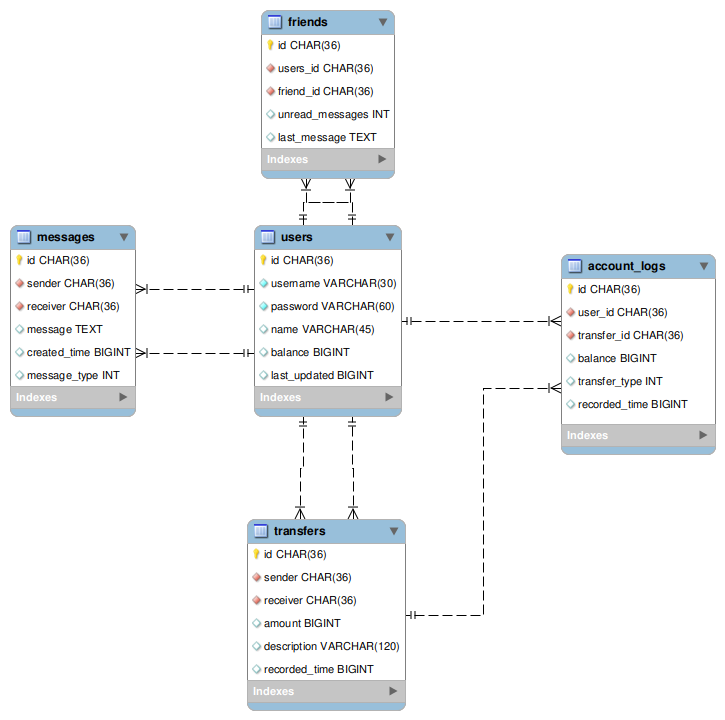 friends
id CHAR(36)
users_id CHAR(36)
friend_id CHAR(36)
unread_messages INT
last_message TEXT
Indexes
messages
id CHAR(36)
sender CHAR(36)
receiver CHAR(36)
message TEXT
created_time BIGINT
message_type INT
Indexes
users
id CHAR(36)
username VARCHAR(30)
password VARCHAR(60)
name VARCHAR(45)
balance BIGINT
last_updated BIGINT
Indexes
account_logs
id CHAR(36)
user_id CHAR(36)
transfer_id CHAR(36)
balance BIGINT
transfer_type INT
recorded_time BIGINT
Indexes
transfers
id CHAR(36)
sender CHAR(36)
receiver CHAR(36)
amount BIGINT
description VARCHAR(120)
recorded_time BIGINT
Indexes